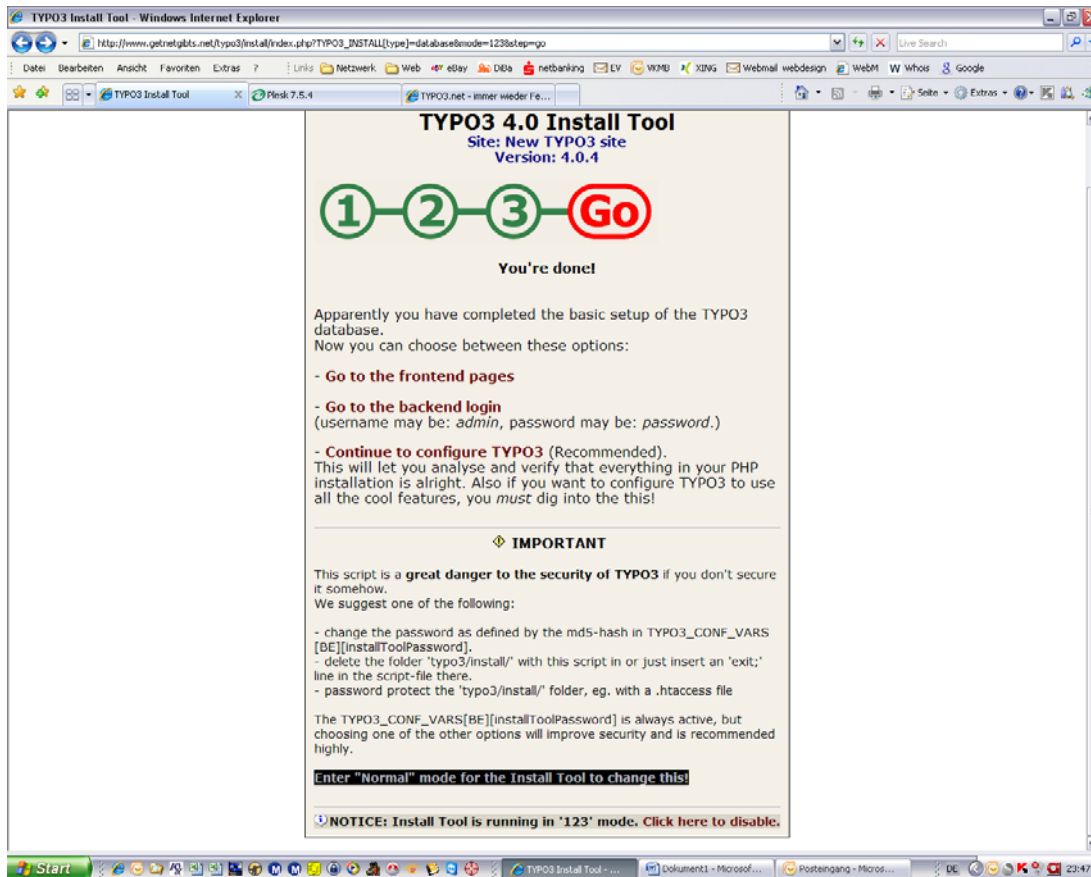 TYPO3 Install Tool - Windows Internet Explorer
http://www.getnetgibts.net/typo3/install/index.php?TYPO3_INSTALL[type]=database&mode=123&step=go
Live Search
Datei Bearbeiten Ansicht Favoriten Extras ?
Links Netzwerk Web eBay DiBa netbanking EV VKMB XING Webmail webdesign WebM Whois Google
TYPO3 Install Tool X Plesk 7.5.4 TYPO3.net - immer wieder Fe...
Seite Extras
TYPO3 4.0 Install Tool
Site: New TYPO3 site
Version: 4.0.4
1 2 3 Go
You're done!
Apparently you have completed the basic setup of the TYPO3
database.
Now you can choose between these options:
- Go to the frontend pages
- Go to the backend login
(username may be: admin, password may be: password.)
- Continue to configure TYPO3 (Recommended).
This will let you analyse and verify that everything in your PHP
installation is alright. Also if you want to configure TYPO3 to use
all the cool features, you must dig into the this!
IMPORTANT
This script is a great danger to the security of TYPO3 if you don't secure
it somehow.
We suggest one of the following:
- change the password as defined by the md5-hash in TYPO3_CONF_VARS
[BE][installToolPassword].
- delete the folder 'typo3/install/' with this script in or just insert an 'exit;'
line in the script-file there.
- password protect the 'typo3/install/' folder, eg. with a .htaccess file
The TYPO3_CONF_VARS[BE][installToolPassword] is always active, but
choosing one of the other options will improve security and is recommended
highly.
Enter "Normal" mode for the Install Tool to change this!
NOTICE: Install Tool is running in '123' mode. Click here to disable.
Start TYPO3 Install Tool - ... Dokument1 - Microsof... Posteingang - Micros... DE 23:47